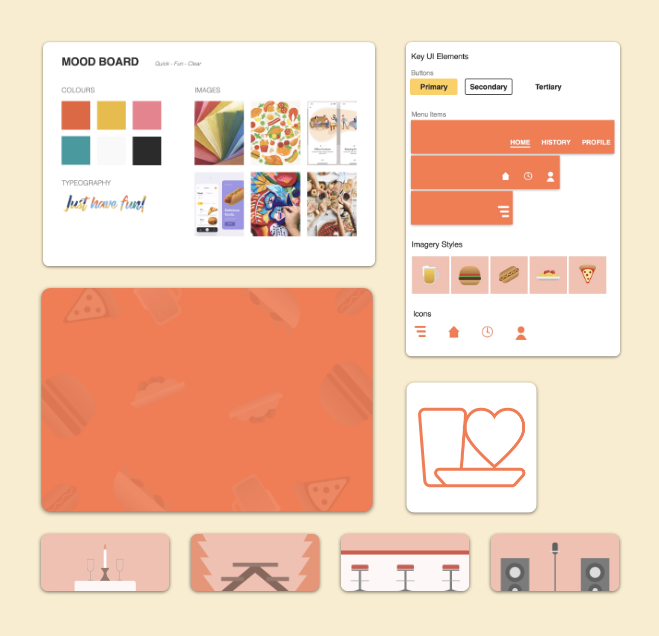 MOOD BOARD
Quick - Fun - Clear
COLOURS
IMAGES
TYPEOGRAPHY
Just have fun!
Key UI Elements
Buttons
Primary
Secondary
Tertiary
Menu Items
HOME
HISTORY
PROFILE
Imagery Styles
Icons